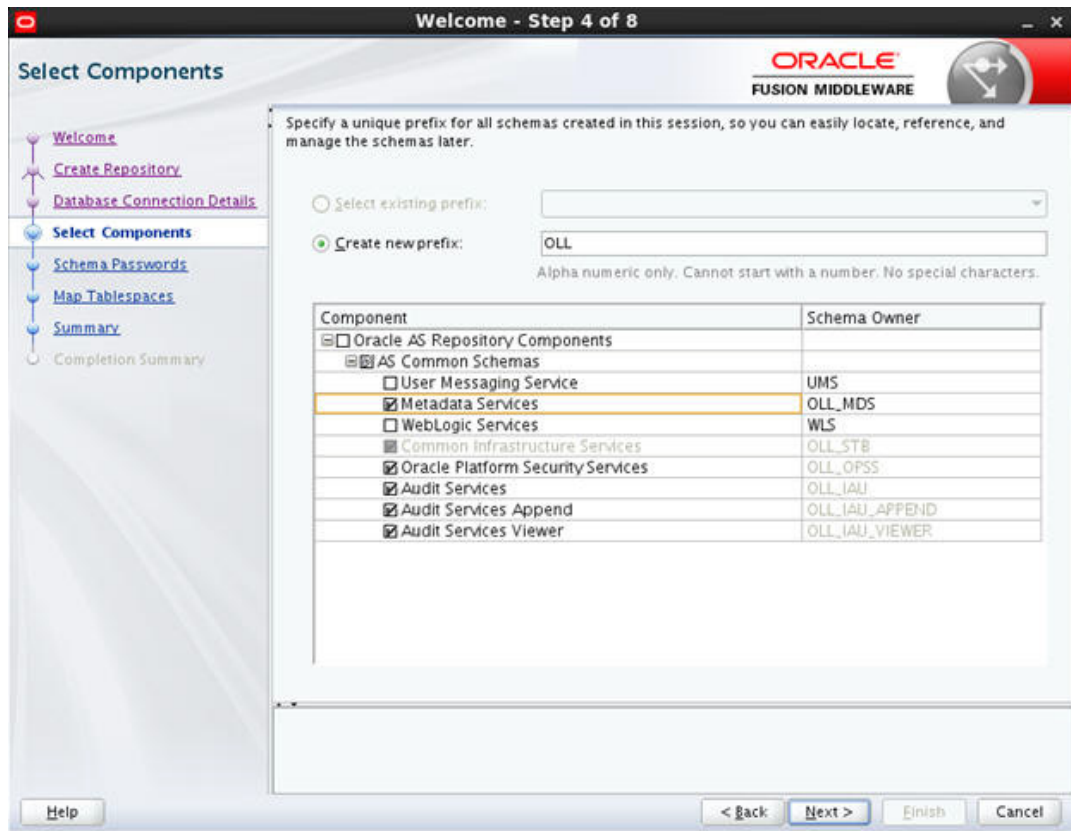 Welcome - Step 4 of 8
Select Components
ORACLE
FUSION MIDDLEWARE
Welcome
Create Repository
Database Connection Details
Select Components
Schema Passwords
Map Tablespaces
Summary
Completion Summary
Specify a unique prefix for all schemas created in this session, so you can easily locate, reference, and
manage the schemas later.
Select existing prefix:
Create new prefix: OLL
Alpha numeric only. Cannot start with a number. No special characters.
Component Schema Owner
Oracle AS Repository Components
AS Common Schemas
User Messaging Service UMS
Metadata Services OLL_MDS
WebLogic Services WLS
Common Infrastructure Services OLL_STB
Oracle Platform Security Services OLL_OPSS
Audit Services OLL_IAU
Audit Services Append OLL_IAU_APPEND
Audit Services Viewer OLL_IAU_VIEWER
Help < Back Next > Finish Cancel